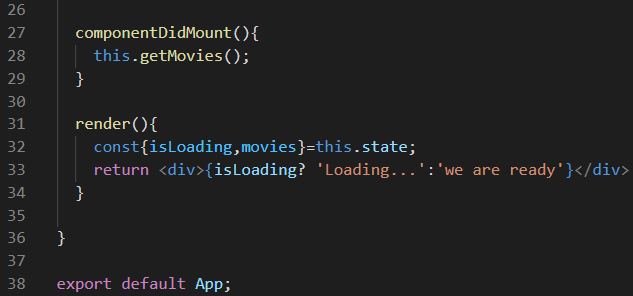 26
27 componentDidMount(){
28 this.getMovies();
29 }
30
31 render(){
32 const{isLoading,movies}=this.state;
33 return <div>{isLoading? 'Loading...':'we are ready'}</div>
34 }
35
36 }
37
38 export default App;